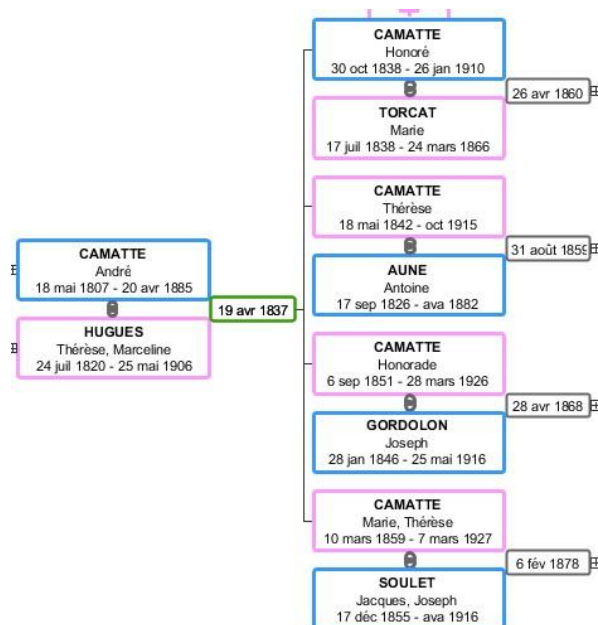 CAMATTE
Honoré
30 oct 1838 - 26 jan 1910
26 avr 1860
TORCAT
Marie
17 juil 1838 - 24 mars 1866
CAMATTE
Thérèse
18 mai 1842 - oct 1915
31 août 1859
AUNE
Antoine
17 sep 1826 - ava 1882
CAMATTE
André
18 mai 1807 - 20 avr 1885
19 avr 1837
HUGUES
Thérèse, Marceline
24 juil 1820 - 25 mai 1906
CAMATTE
Honorade
6 sep 1851 - 28 mars 1926
28 avr 1868
GORDOLON
Joseph
28 jan 1846 - 25 mai 1916
CAMATTE
Marie, Thérèse
10 mars 1859 - 7 mars 1927
6 fév 1878
SOULET
Jacques, Joseph
17 déc 1855 - ava 1916